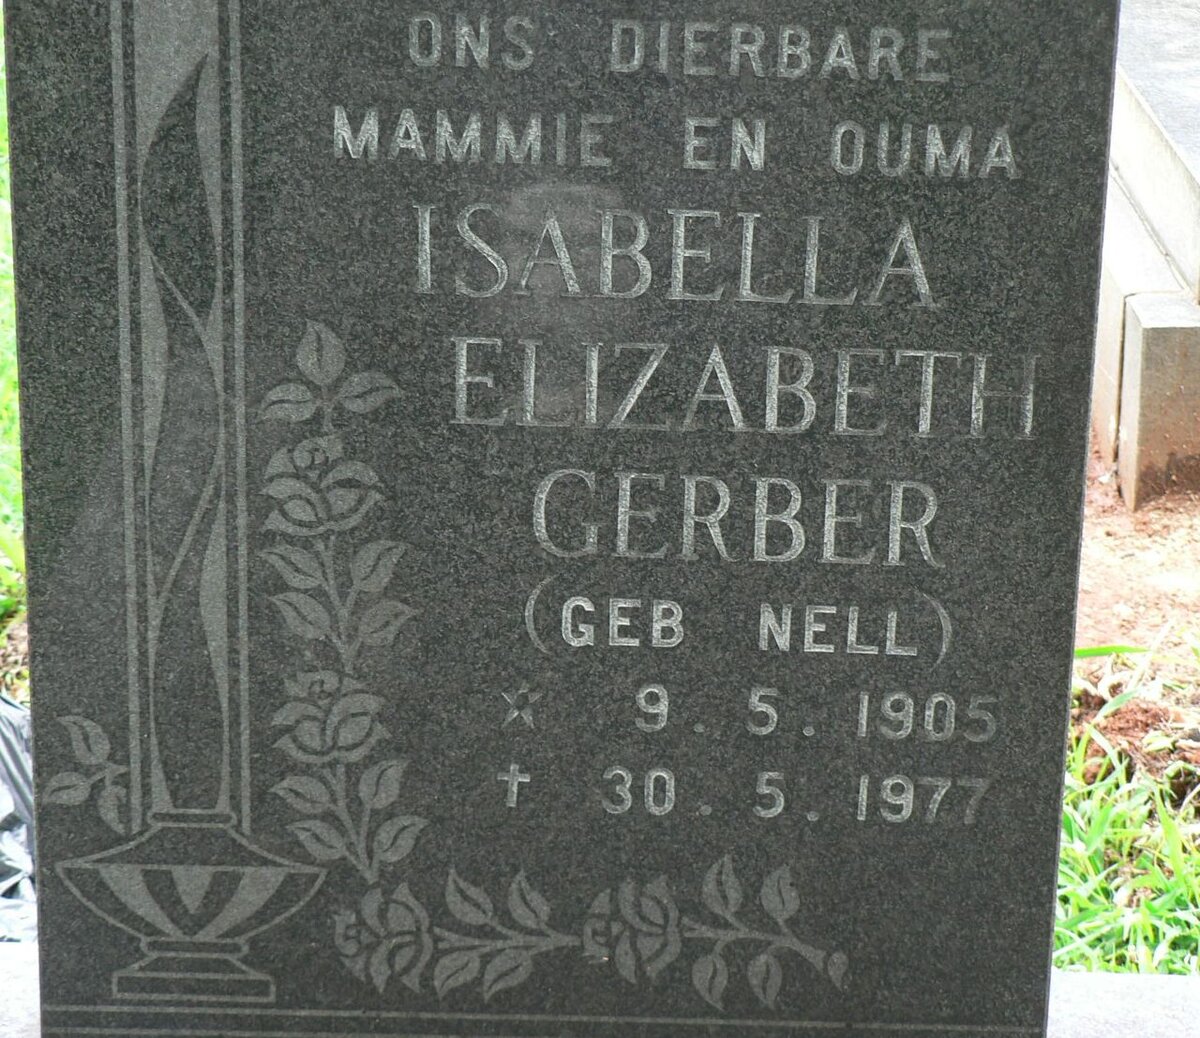 ONS DIERBARE
MAMMIE EN OUMA
ISABELLA
ELIZABETH
GERBER
(GEB NELL)
☆ 9.5.1905
✝ 30.5.1977